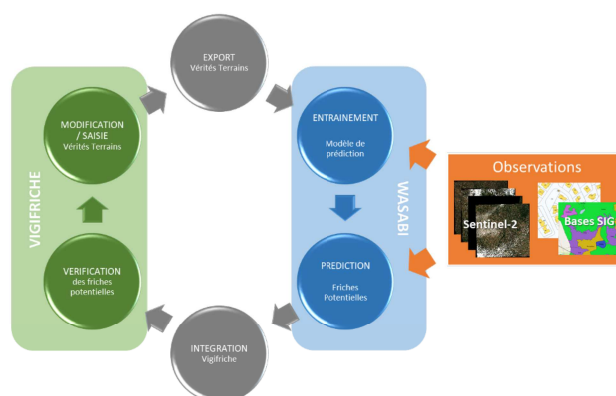 EXPORT
Vérités Terrains
MODIFICATION
/ SAISIE
Vérités Terrains
ENTRAINEMENT
Modèle de
prédiction
VIGIFRICHE
WASABI
Observations
Sentinel-2
Bases SIG
VERIFICATION
des friches
potentielles
PREDICTION
Friches
Potentielles
INTEGRATION
Vigifriche